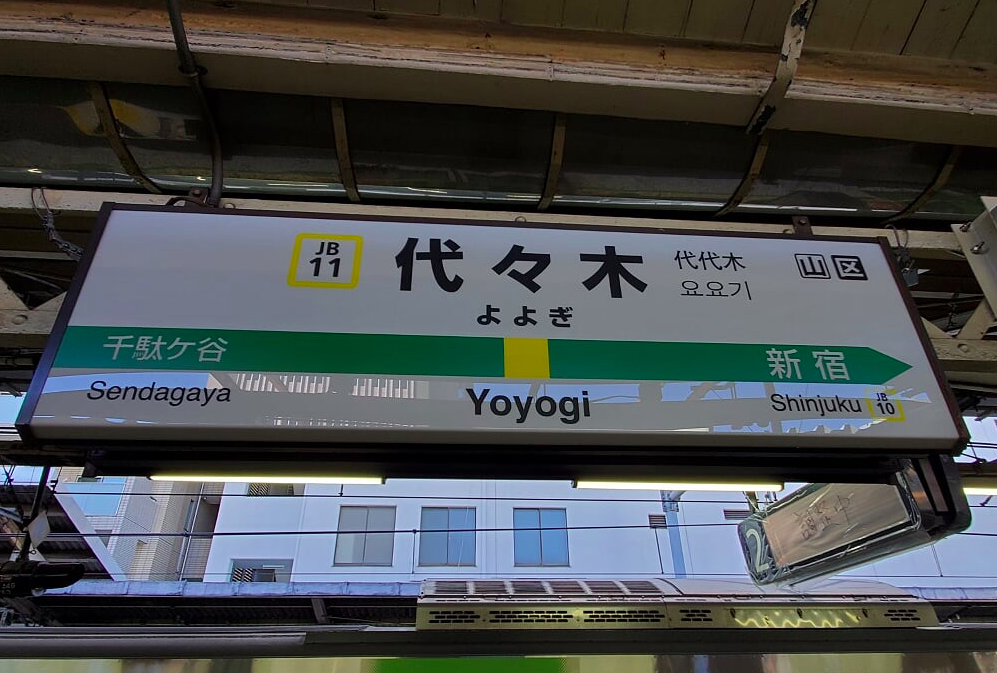 JB
11
代々木
代代木
요요기
山区
よよぎ
千駄ケ谷
新宿
Sendagaya
Yoyogi
Shinjuku
JB
10
2